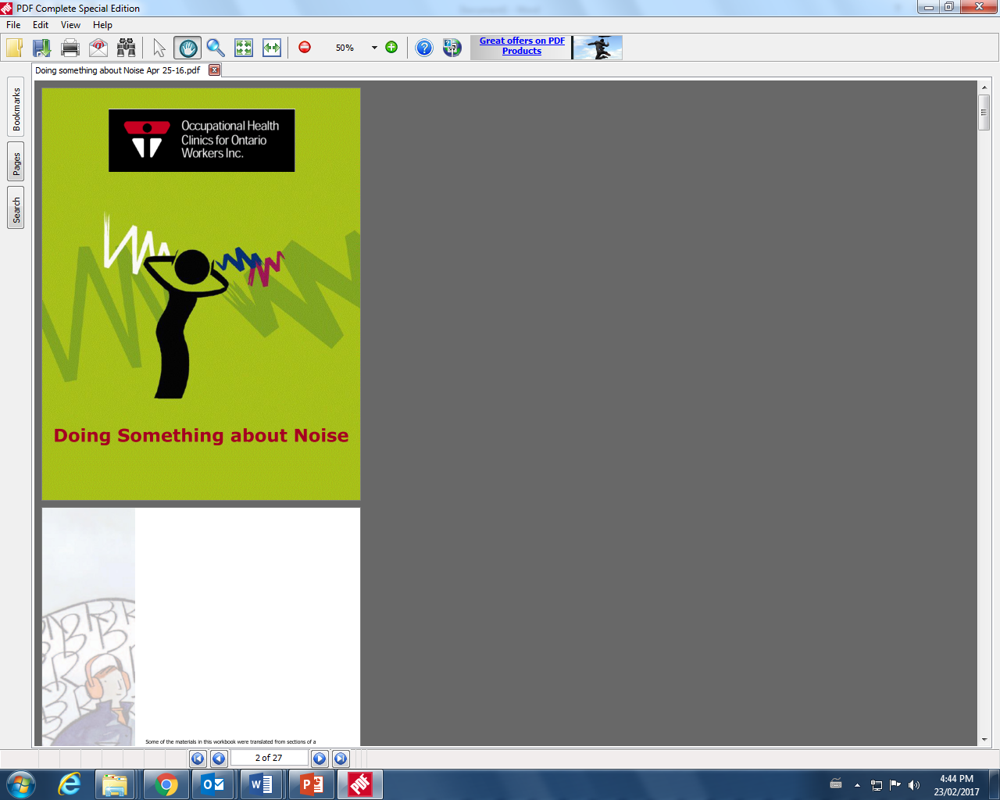 PDF Complete Special Edition
File Edit View Help
50%
Great offers on PDF
Products
Doing something about Noise Apr 25-16.pdf
Bookmarks
Pages
Search
Occupational Health
Clinics for Ontario
Workers Inc.
Doing Something about Noise
Some of the materials in this workbook were translated from sections of a
2 of 27
4:44 PM
23/02/2017